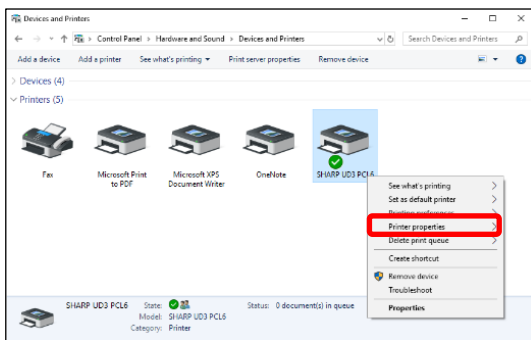 Devices and Printers
Control Panel > Hardware and Sound > Devices and Printers
Search Devices and Printers
Add a device Add a printer See what's printing Print server properties Remove device
Devices (4)
Printers (5)
Fax
Microsoft Print
to PDF
Microsoft XPS
Document Writer
OneNote
SHARP UD3 PCL6
See what's printing
Set as default printer
Printing preferences
Printer properties
Delete print queue
Create shortcut
Remove device
Troubleshoot
Properties
SHARP UD3 PCL6 State: Status: 0 document(s) in queue
Model: SHARP UD3 PCL6
Category: Printer